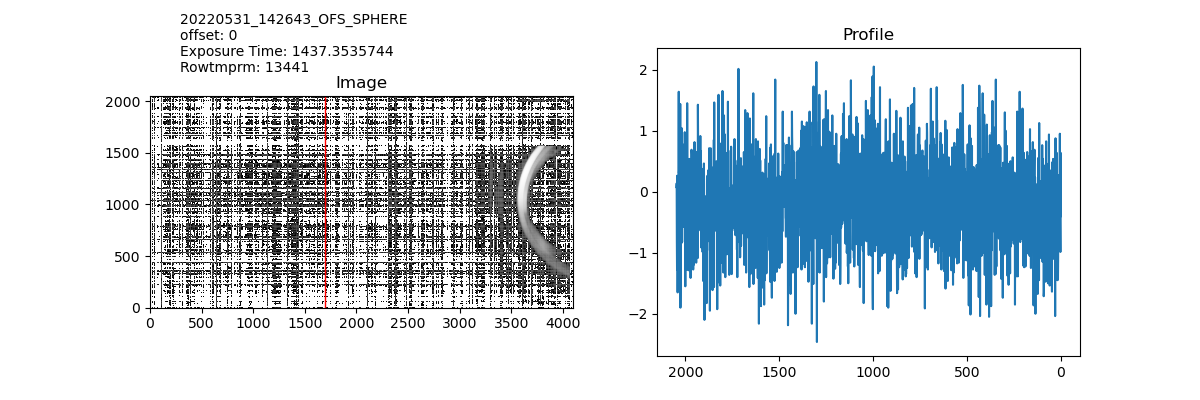 20220531_142643_OFS_SPHERE
offset: 0
Exposure Time: 1437.3535744
Rowtmprm: 13441
Image
Profile
2000
1500
1000
500
0
0 500 1000 1500 2000 2500 3000 3500 4000
2
1
0
−1
−2
2000 1500 1000 500 0